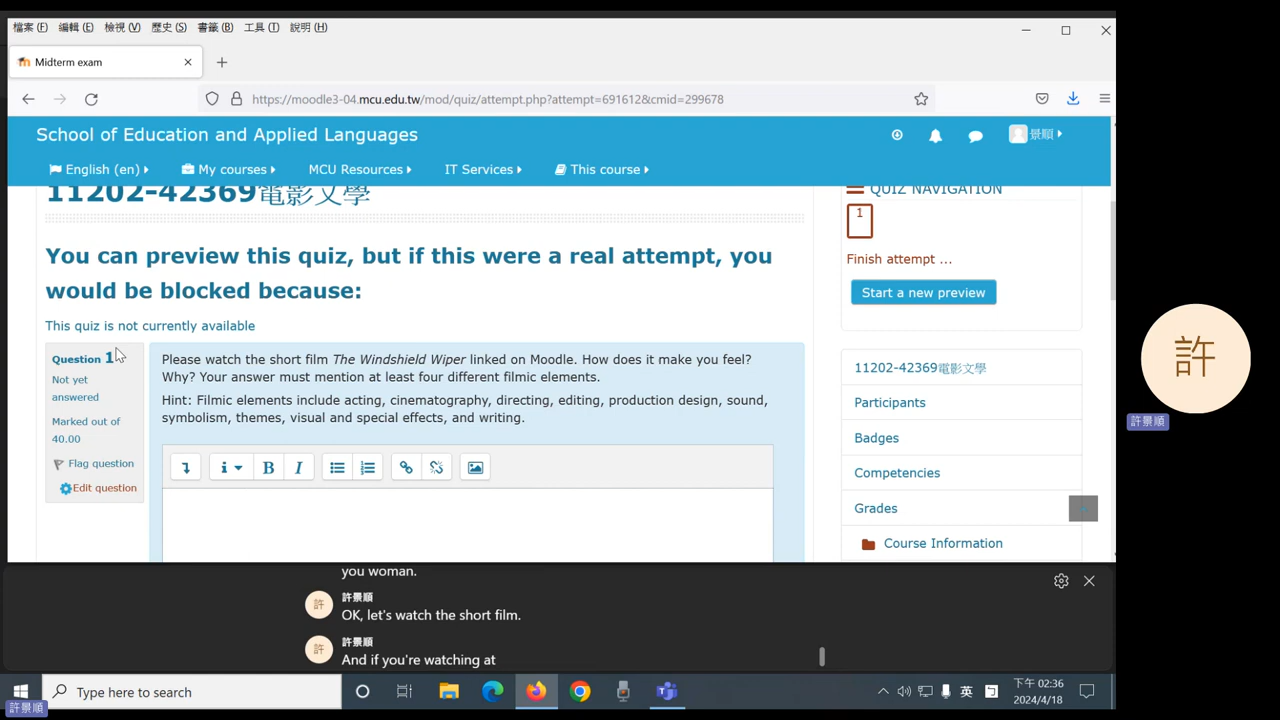 檔案 (F) 編輯 (E) 檢視 (V) 歷史 (S) 書籤 (B) 工具 (T) 說明 (H)
Midterm exam
https://moodle3-04.mcu.edu.tw/mod/quiz/attempt.php?attempt=691612&cmid=299678
School of Education and Applied Languages
景順
English (en) My courses MCU Resources IT Services This course
11202-42369電影文學
QUIZ NAVIGATION
1
Finish attempt ...
Start a new preview
You can preview this quiz, but if this were a real attempt, you
would be blocked because:
This quiz is not currently available
Question 1
Not yet
answered
Marked out of
40.00
Flag question
Edit question
Please watch the short film The Windshield Wiper linked on Moodle. How does it make you feel?
Why? Your answer must mention at least four different filmic elements.
Hint: Filmic elements include acting, cinematography, directing, editing, production design, sound,
symbolism, themes, visual and special effects, and writing.
i B I
11202-42369電影文學
Participants
Badges
Competencies
Grades
Course Information
許
許景順
you woman.
許
許景順
OK, let's watch the short film.
許
許景順
And if you're watching at
Type here to search
英
下午 02:36
2024/4/18
許景順